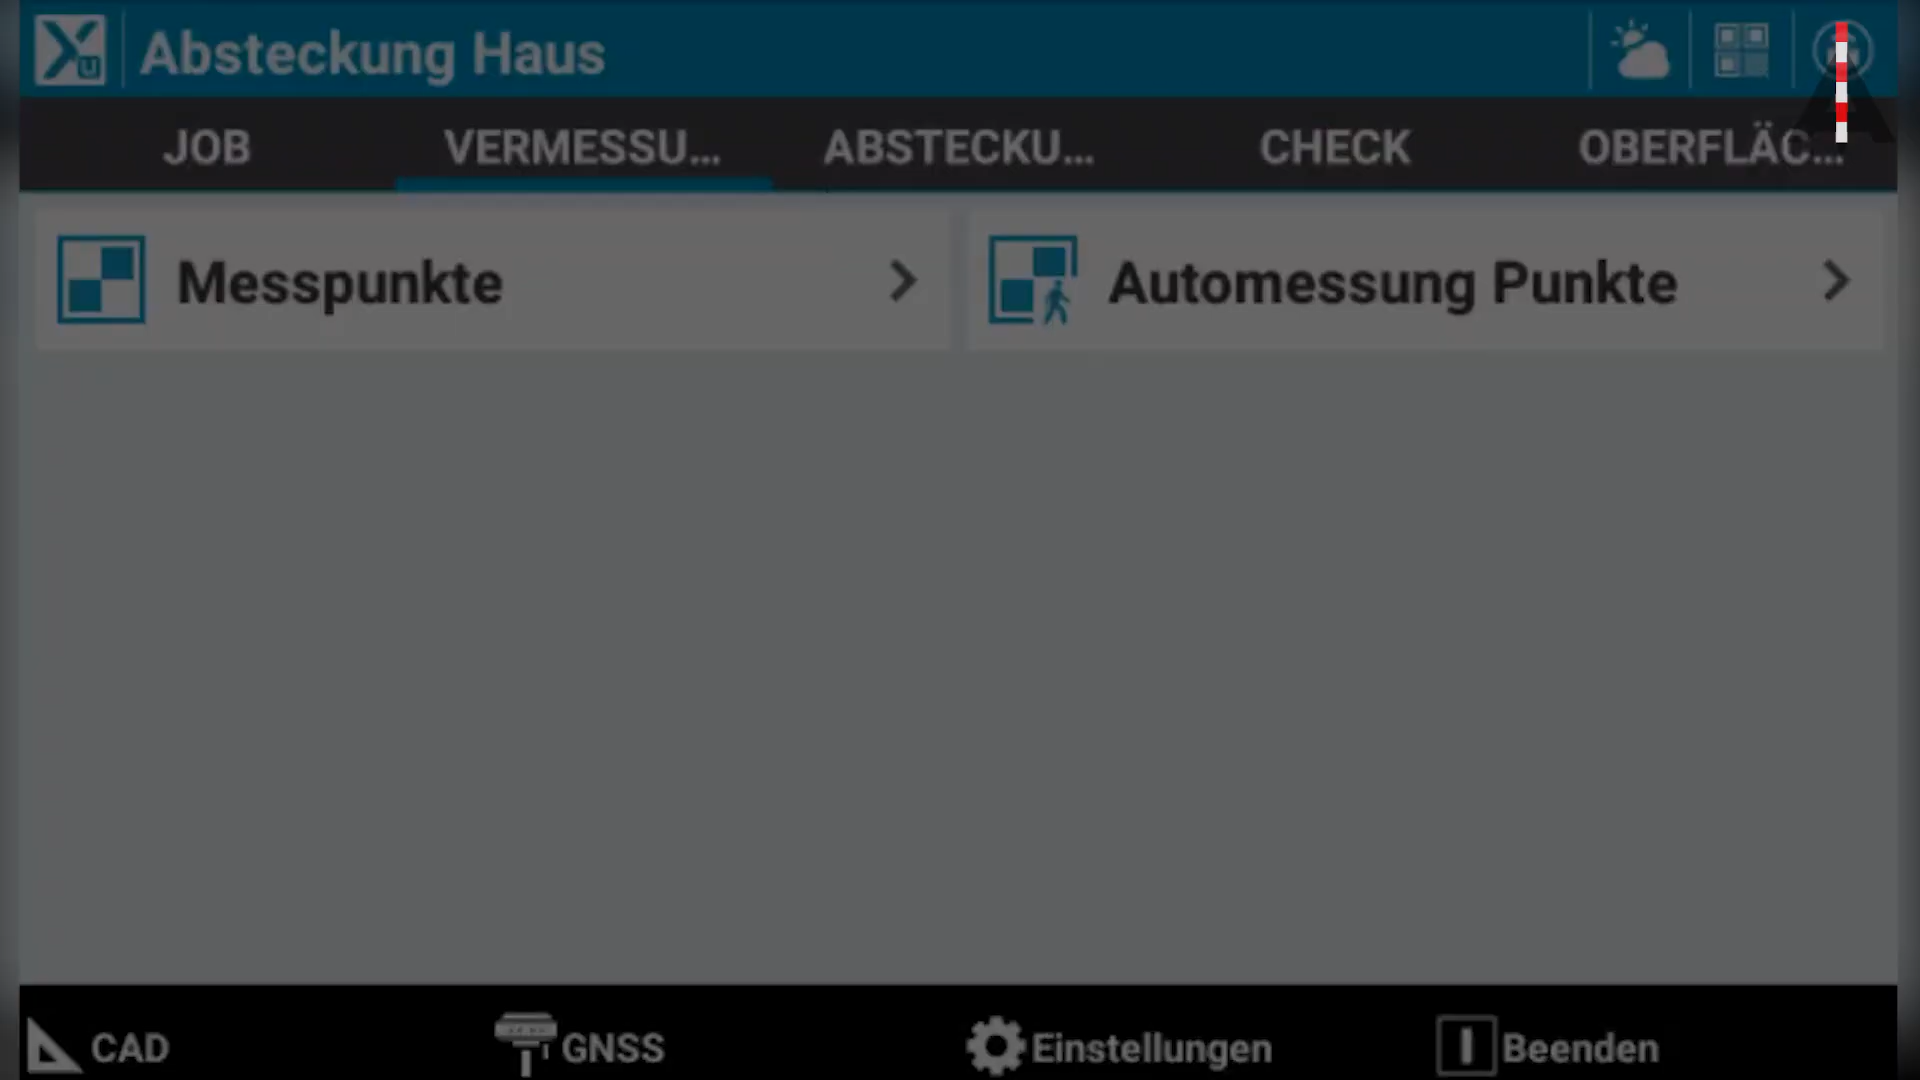 Absteckung Haus
JOB
VERMESSU...
ABSTECKU...
CHECK
OBERFLÄC...
Messpunkte
Automessung Punkte
CAD
GNSS
Einstellungen
Beenden